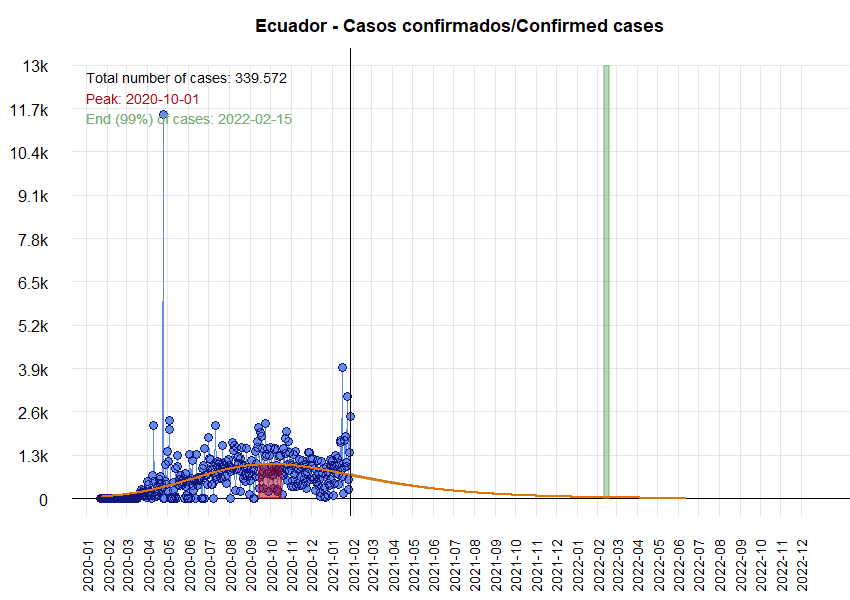 Ecuador - Casos confirmados/Confirmed cases
Total number of cases: 339.572
Peak: 2020-10-01
End (99%) of cases: 2022-02-15
13k
11.7k
10.4k
9.1k
7.8k
6.5k
5.2k
3.9k
2.6k
1.3k
0
2020-01
2020-02
2020-03
2020-04
2020-05
2020-06
2020-07
2020-08
2020-09
2020-10
2020-11
2020-12
2021-01
2021-02
2021-03
2021-04
2021-05
2021-06
2021-07
2021-08
2021-09
2021-10
2021-11
2021-12
2022-01
2022-02
2022-03
2022-04
2022-05
2022-06
2022-07
2022-08
2022-09
2022-10
2022-11
2022-12